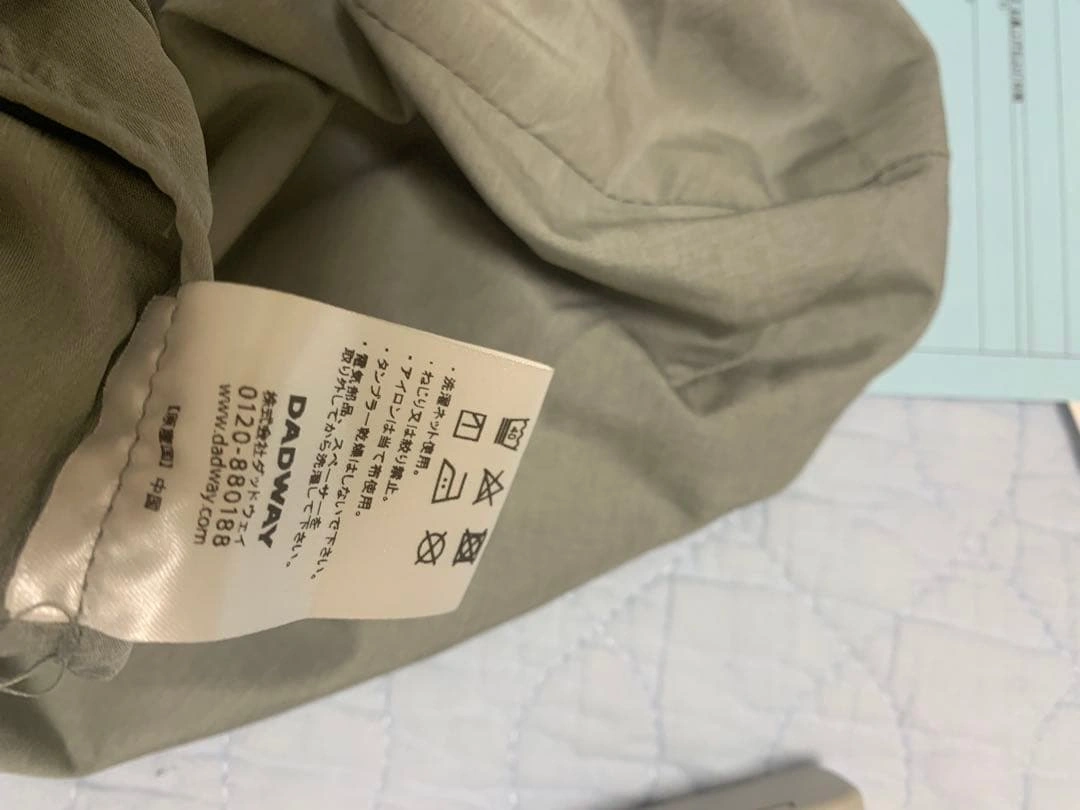 40
・洗濯ネット使用。
・ねじり又は絞り禁止。
・アイロンは当て布使用。
・タンブラー乾燥はしないで下さい。
・電気部品、スペーサーを
取り外してから洗濯して下さい。
DADWAY
株式会社ダッドウェイ
0120-880188
www.dadway.com
【原産国】中国